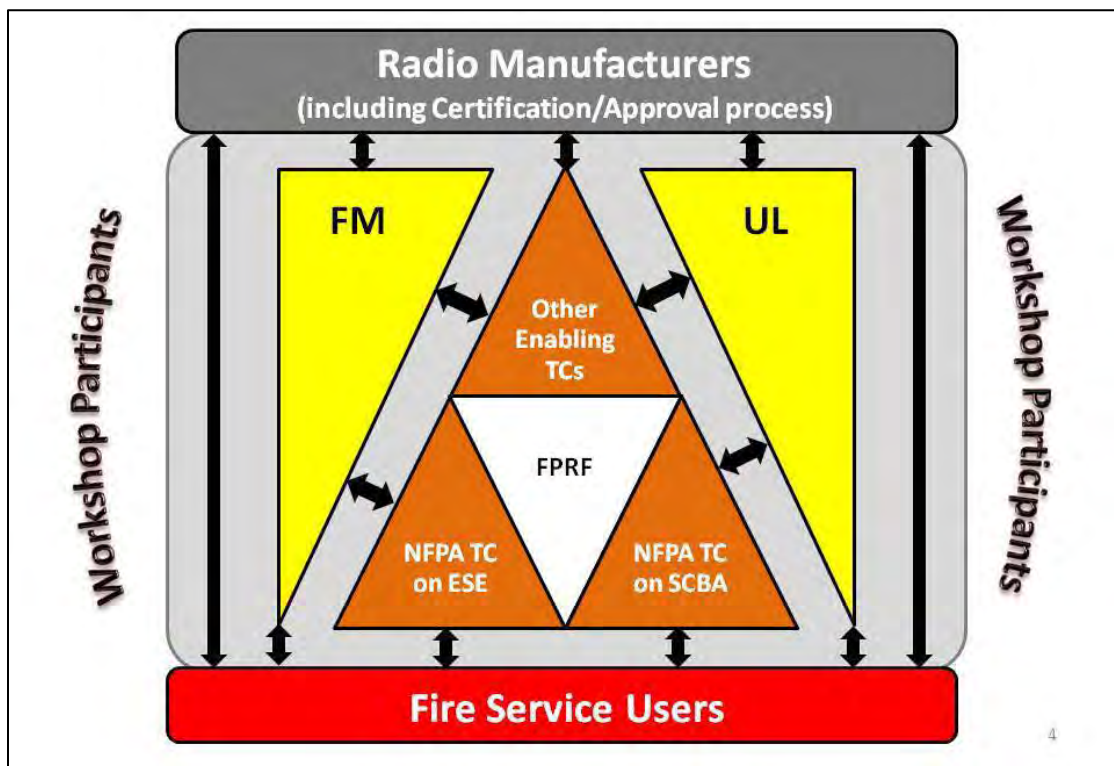 Radio Manufacturers
(including Certification/Approval process)
Workshop Participants
FM
UL
Workshop Participants
Other
Enabling
TCs
FPRF
NFPA TC
on ESE
NFPA TC
on SCBA
Fire Service Users
4